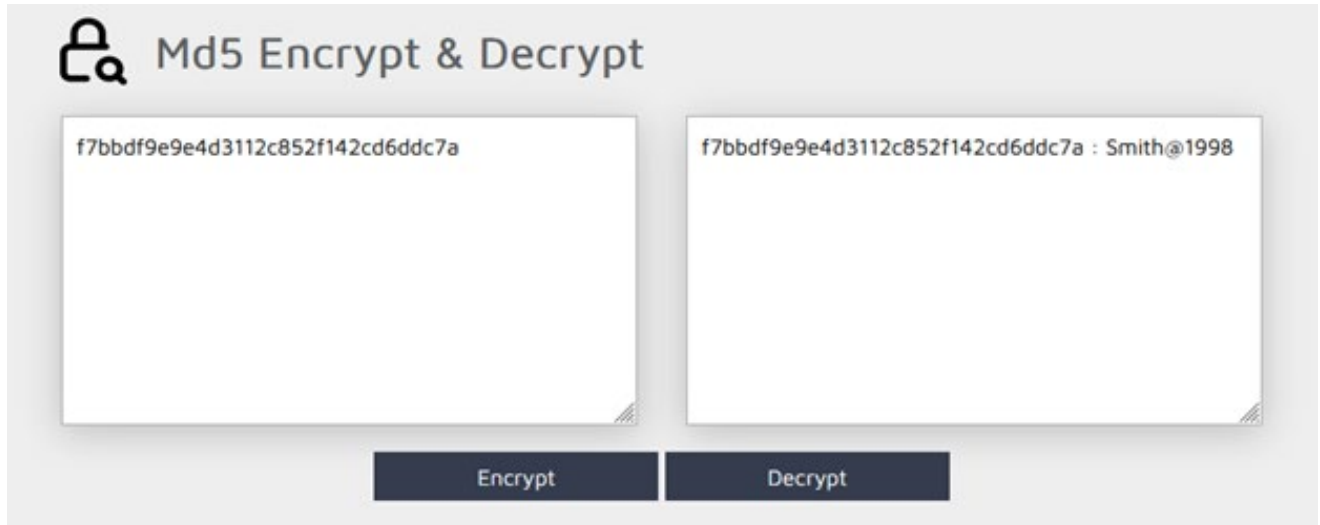 Md5 Encrypt & Decrypt
f7bbdf9e9e4d3112c852f142cd6ddc7a
f7bbdf9e9e4d3112c852f142cd6ddc7a : Smith@1998
Encrypt
Decrypt